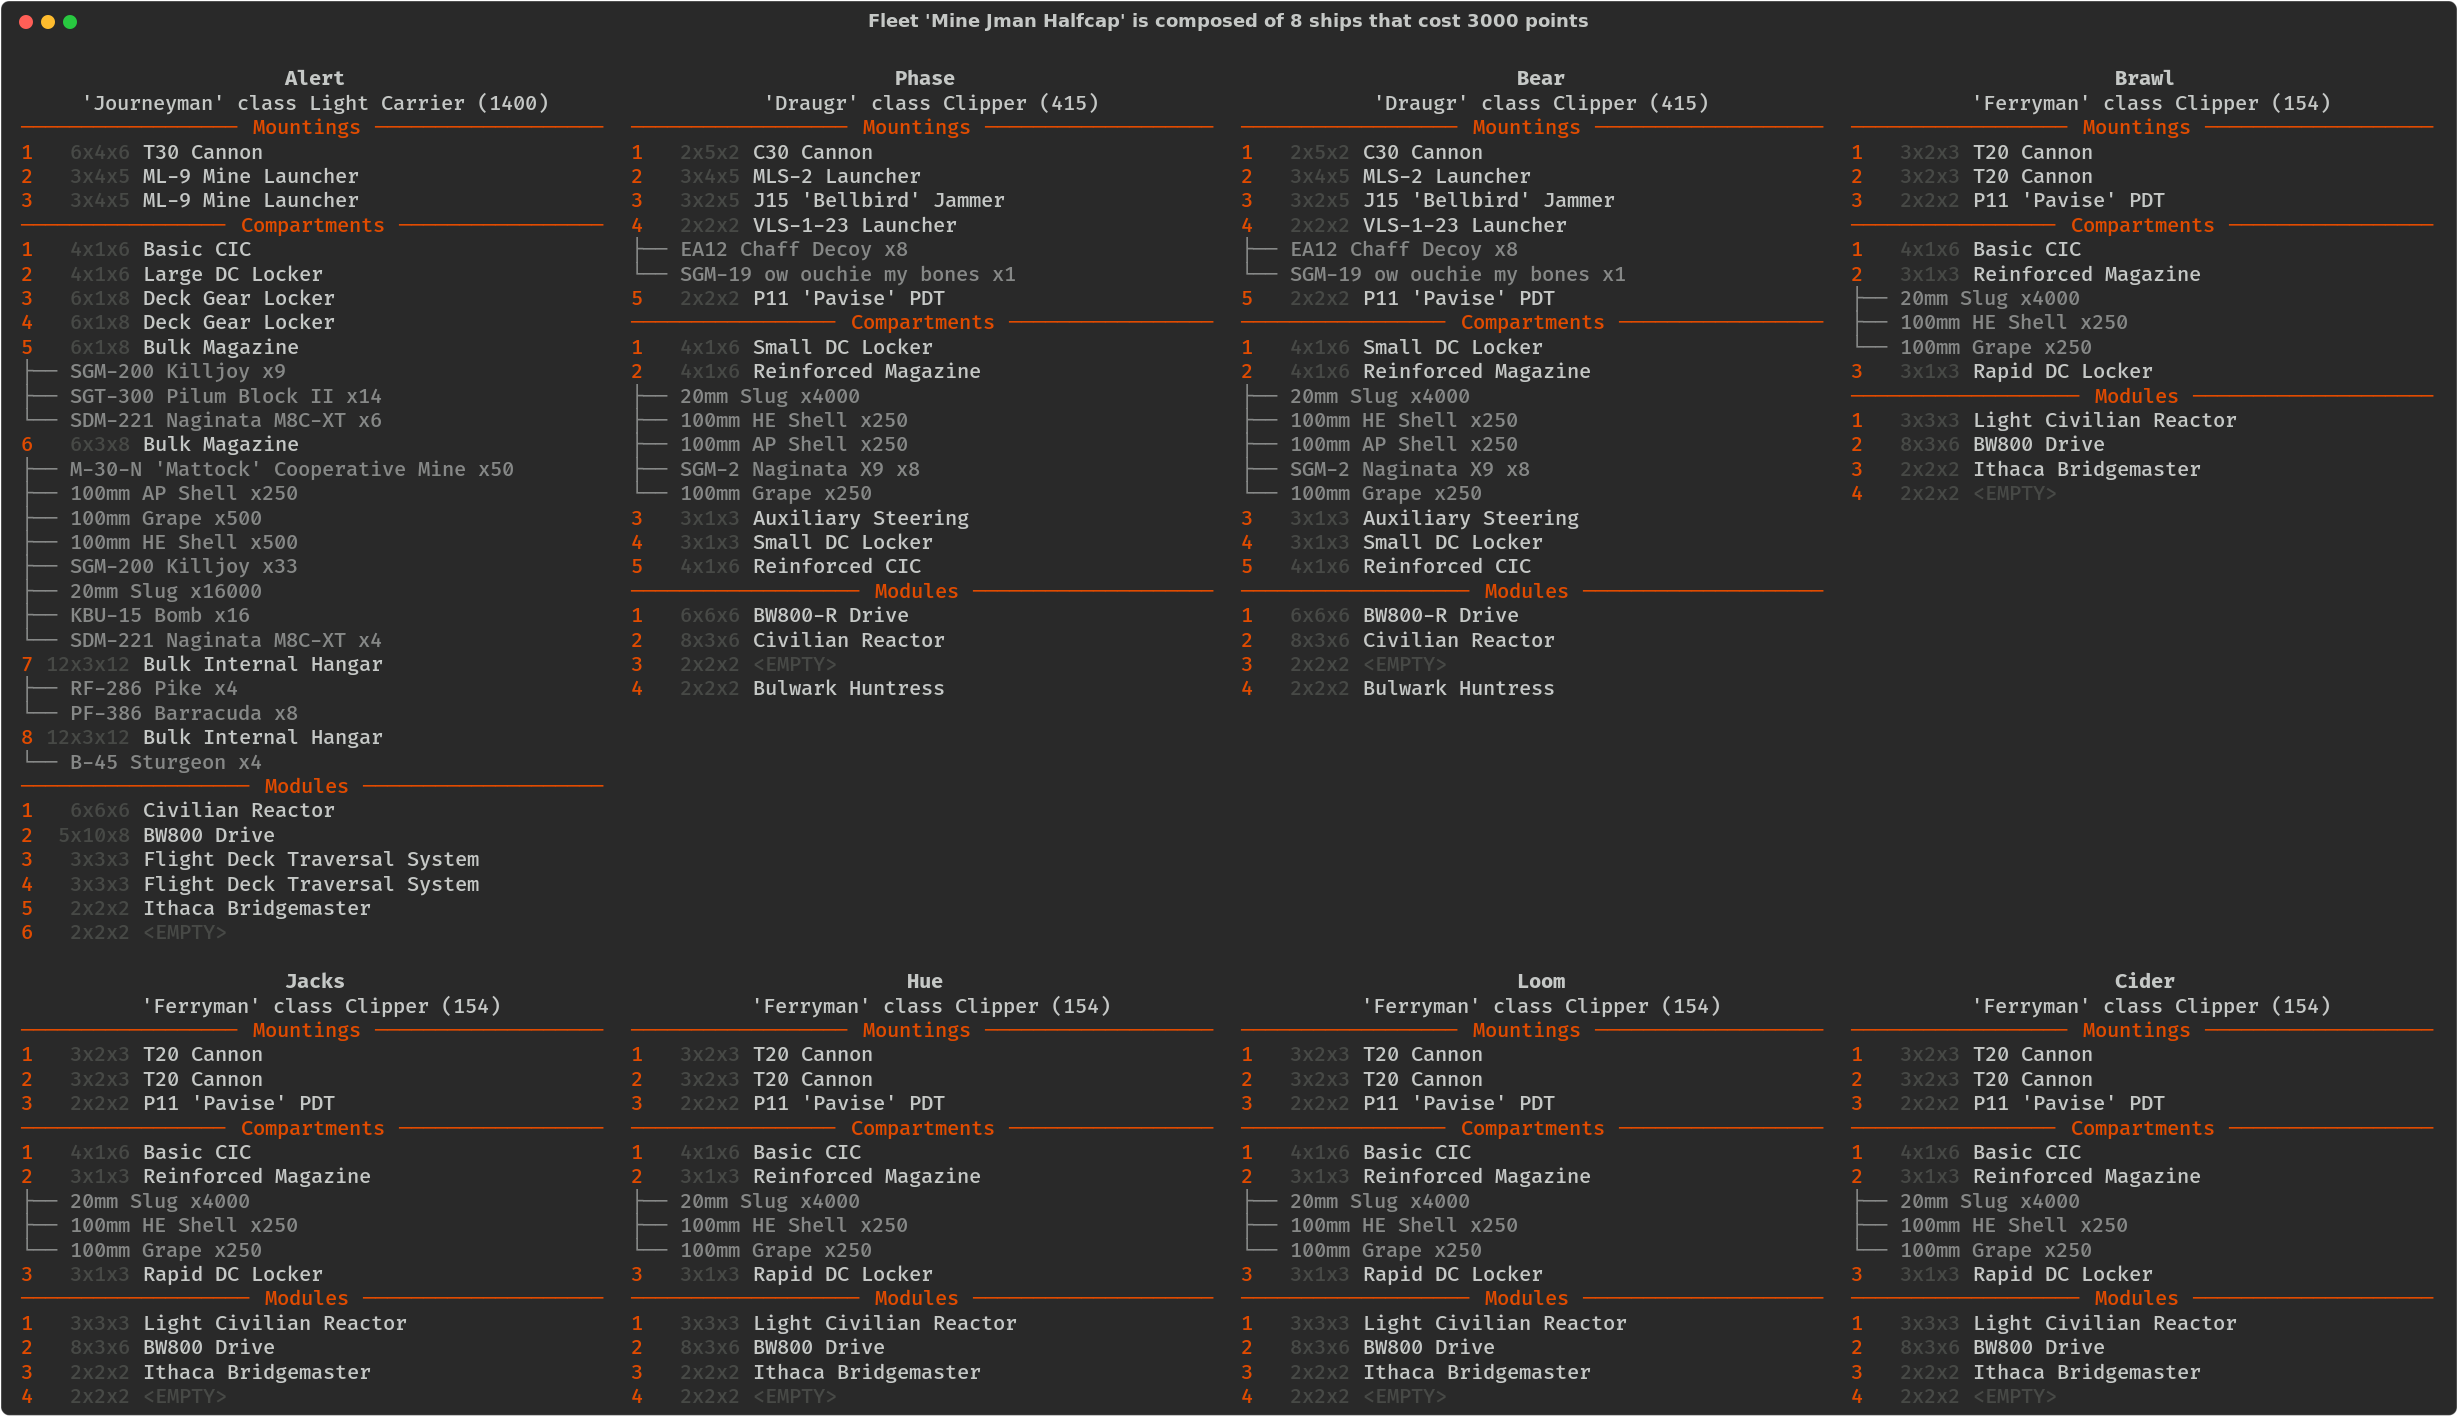 Fleet 'Mine Jman Halfcap' is composed of 8 ships that cost 3000 points
Alert
'Journeyman' class Light Carrier (1400)
Mountings
1 6x4x6 T30 Cannon
2 3x4x5 ML-9 Mine Launcher
3 3x4x5 ML-9 Mine Launcher
Compartments
1 4x1x6 Basic CIC
2 4x1x6 Large DC Locker
3 6x1x8 Deck Gear Locker
4 6x1x8 Deck Gear Locker
5 6x1x8 Bulk Magazine
├── SGM-200 Killjoy x9
├── SGT-300 Pilum Block II x14
└── SDM-221 Naginata M8C-XT x6
6 6x3x8 Bulk Magazine
├── M-30-N 'Mattock' Cooperative Mine x50
├── 100mm AP Shell x250
├── 100mm Grape x500
├── 100mm HE Shell x500
├── SGM-200 Killjoy x33
├── 20mm Slug x16000
├── KBU-15 Bomb x16
└── SDM-221 Naginata M8C-XT x4
7 12x3x12 Bulk Internal Hangar
├── RF-286 Pike x4
└── PF-386 Barracuda x8
8 12x3x12 Bulk Internal Hangar
└── B-45 Sturgeon x4
Modules
1 6x6x6 Civilian Reactor
2 5x10x8 BW800 Drive
3 3x3x3 Flight Deck Traversal System
4 3x3x3 Flight Deck Traversal System
5 2x2x2 Ithaca Bridgemaster
6 2x2x2 <EMPTY>
Phase
'Draugr' class Clipper (415)
Mountings
1 2x5x2 C30 Cannon
2 3x4x5 MLS-2 Launcher
3 3x2x5 J15 'Bellbird' Jammer
4 2x2x2 VLS-1-23 Launcher
├── EA12 Chaff Decoy x8
└── SGM-19 ow ouchie my bones x1
5 2x2x2 P11 'Pavise' PDT
Compartments
1 4x1x6 Small DC Locker
2 4x1x6 Reinforced Magazine
├── 20mm Slug x4000
├── 100mm HE Shell x250
├── 100mm AP Shell x250
├── SGM-2 Naginata X9 x8
└── 100mm Grape x250
3 3x1x3 Auxiliary Steering
4 3x1x3 Small DC Locker
5 4x1x6 Reinforced CIC
Modules
1 6x6x6 BW800-R Drive
2 8x3x6 Civilian Reactor
3 2x2x2 <EMPTY>
4 2x2x2 Bulwark Huntress
Bear
'Draugr' class Clipper (415)
Mountings
1 2x5x2 C30 Cannon
2 3x4x5 MLS-2 Launcher
3 3x2x5 J15 'Bellbird' Jammer
4 2x2x2 VLS-1-23 Launcher
├── EA12 Chaff Decoy x8
└── SGM-19 ow ouchie my bones x1
5 2x2x2 P11 'Pavise' PDT
Compartments
1 4x1x6 Small DC Locker
2 4x1x6 Reinforced Magazine
├── 20mm Slug x4000
├── 100mm HE Shell x250
├── 100mm AP Shell x250
├── SGM-2 Naginata X9 x8
└── 100mm Grape x250
3 3x1x3 Auxiliary Steering
4 3x1x3 Small DC Locker
5 4x1x6 Reinforced CIC
Modules
1 6x6x6 BW800-R Drive
2 8x3x6 Civilian Reactor
3 2x2x2 <EMPTY>
4 2x2x2 Bulwark Huntress
Brawl
'Ferryman' class Clipper (154)
Mountings
1 3x2x3 T20 Cannon
2 3x2x3 T20 Cannon
3 2x2x2 P11 'Pavise' PDT
Compartments
1 4x1x6 Basic CIC
2 3x1x3 Reinforced Magazine
├── 20mm Slug x4000
├── 100mm HE Shell x250
└── 100mm Grape x250
3 3x1x3 Rapid DC Locker
Modules
1 3x3x3 Light Civilian Reactor
2 8x3x6 BW800 Drive
3 2x2x2 Ithaca Bridgemaster
4 2x2x2 <EMPTY>
Jacks
'Ferryman' class Clipper (154)
Mountings
1 3x2x3 T20 Cannon
2 3x2x3 T20 Cannon
3 2x2x2 P11 'Pavise' PDT
Compartments
1 4x1x6 Basic CIC
2 3x1x3 Reinforced Magazine
├── 20mm Slug x4000
├── 100mm HE Shell x250
└── 100mm Grape x250
3 3x1x3 Rapid DC Locker
Modules
1 3x3x3 Light Civilian Reactor
2 8x3x6 BW800 Drive
3 2x2x2 Ithaca Bridgemaster
4 2x2x2 <EMPTY>
Hue
'Ferryman' class Clipper (154)
Mountings
1 3x2x3 T20 Cannon
2 3x2x3 T20 Cannon
3 2x2x2 P11 'Pavise' PDT
Compartments
1 4x1x6 Basic CIC
2 3x1x3 Reinforced Magazine
├── 20mm Slug x4000
├── 100mm HE Shell x250
└── 100mm Grape x250
3 3x1x3 Rapid DC Locker
Modules
1 3x3x3 Light Civilian Reactor
2 8x3x6 BW800 Drive
3 2x2x2 Ithaca Bridgemaster
4 2x2x2 <EMPTY>
Loom
'Ferryman' class Clipper (154)
Mountings
1 3x2x3 T20 Cannon
2 3x2x3 T20 Cannon
3 2x2x2 P11 'Pavise' PDT
Compartments
1 4x1x6 Basic CIC
2 3x1x3 Reinforced Magazine
├── 20mm Slug x4000
├── 100mm HE Shell x250
└── 100mm Grape x250
3 3x1x3 Rapid DC Locker
Modules
1 3x3x3 Light Civilian Reactor
2 8x3x6 BW800 Drive
3 2x2x2 Ithaca Bridgemaster
4 2x2x2 <EMPTY>
Cider
'Ferryman' class Clipper (154)
Mountings
1 3x2x3 T20 Cannon
2 3x2x3 T20 Cannon
3 2x2x2 P11 'Pavise' PDT
Compartments
1 4x1x6 Basic CIC
2 3x1x3 Reinforced Magazine
├── 20mm Slug x4000
├── 100mm HE Shell x250
└── 100mm Grape x250
3 3x1x3 Rapid DC Locker
Modules
1 3x3x3 Light Civilian Reactor
2 8x3x6 BW800 Drive
3 2x2x2 Ithaca Bridgemaster
4 2x2x2 <EMPTY>